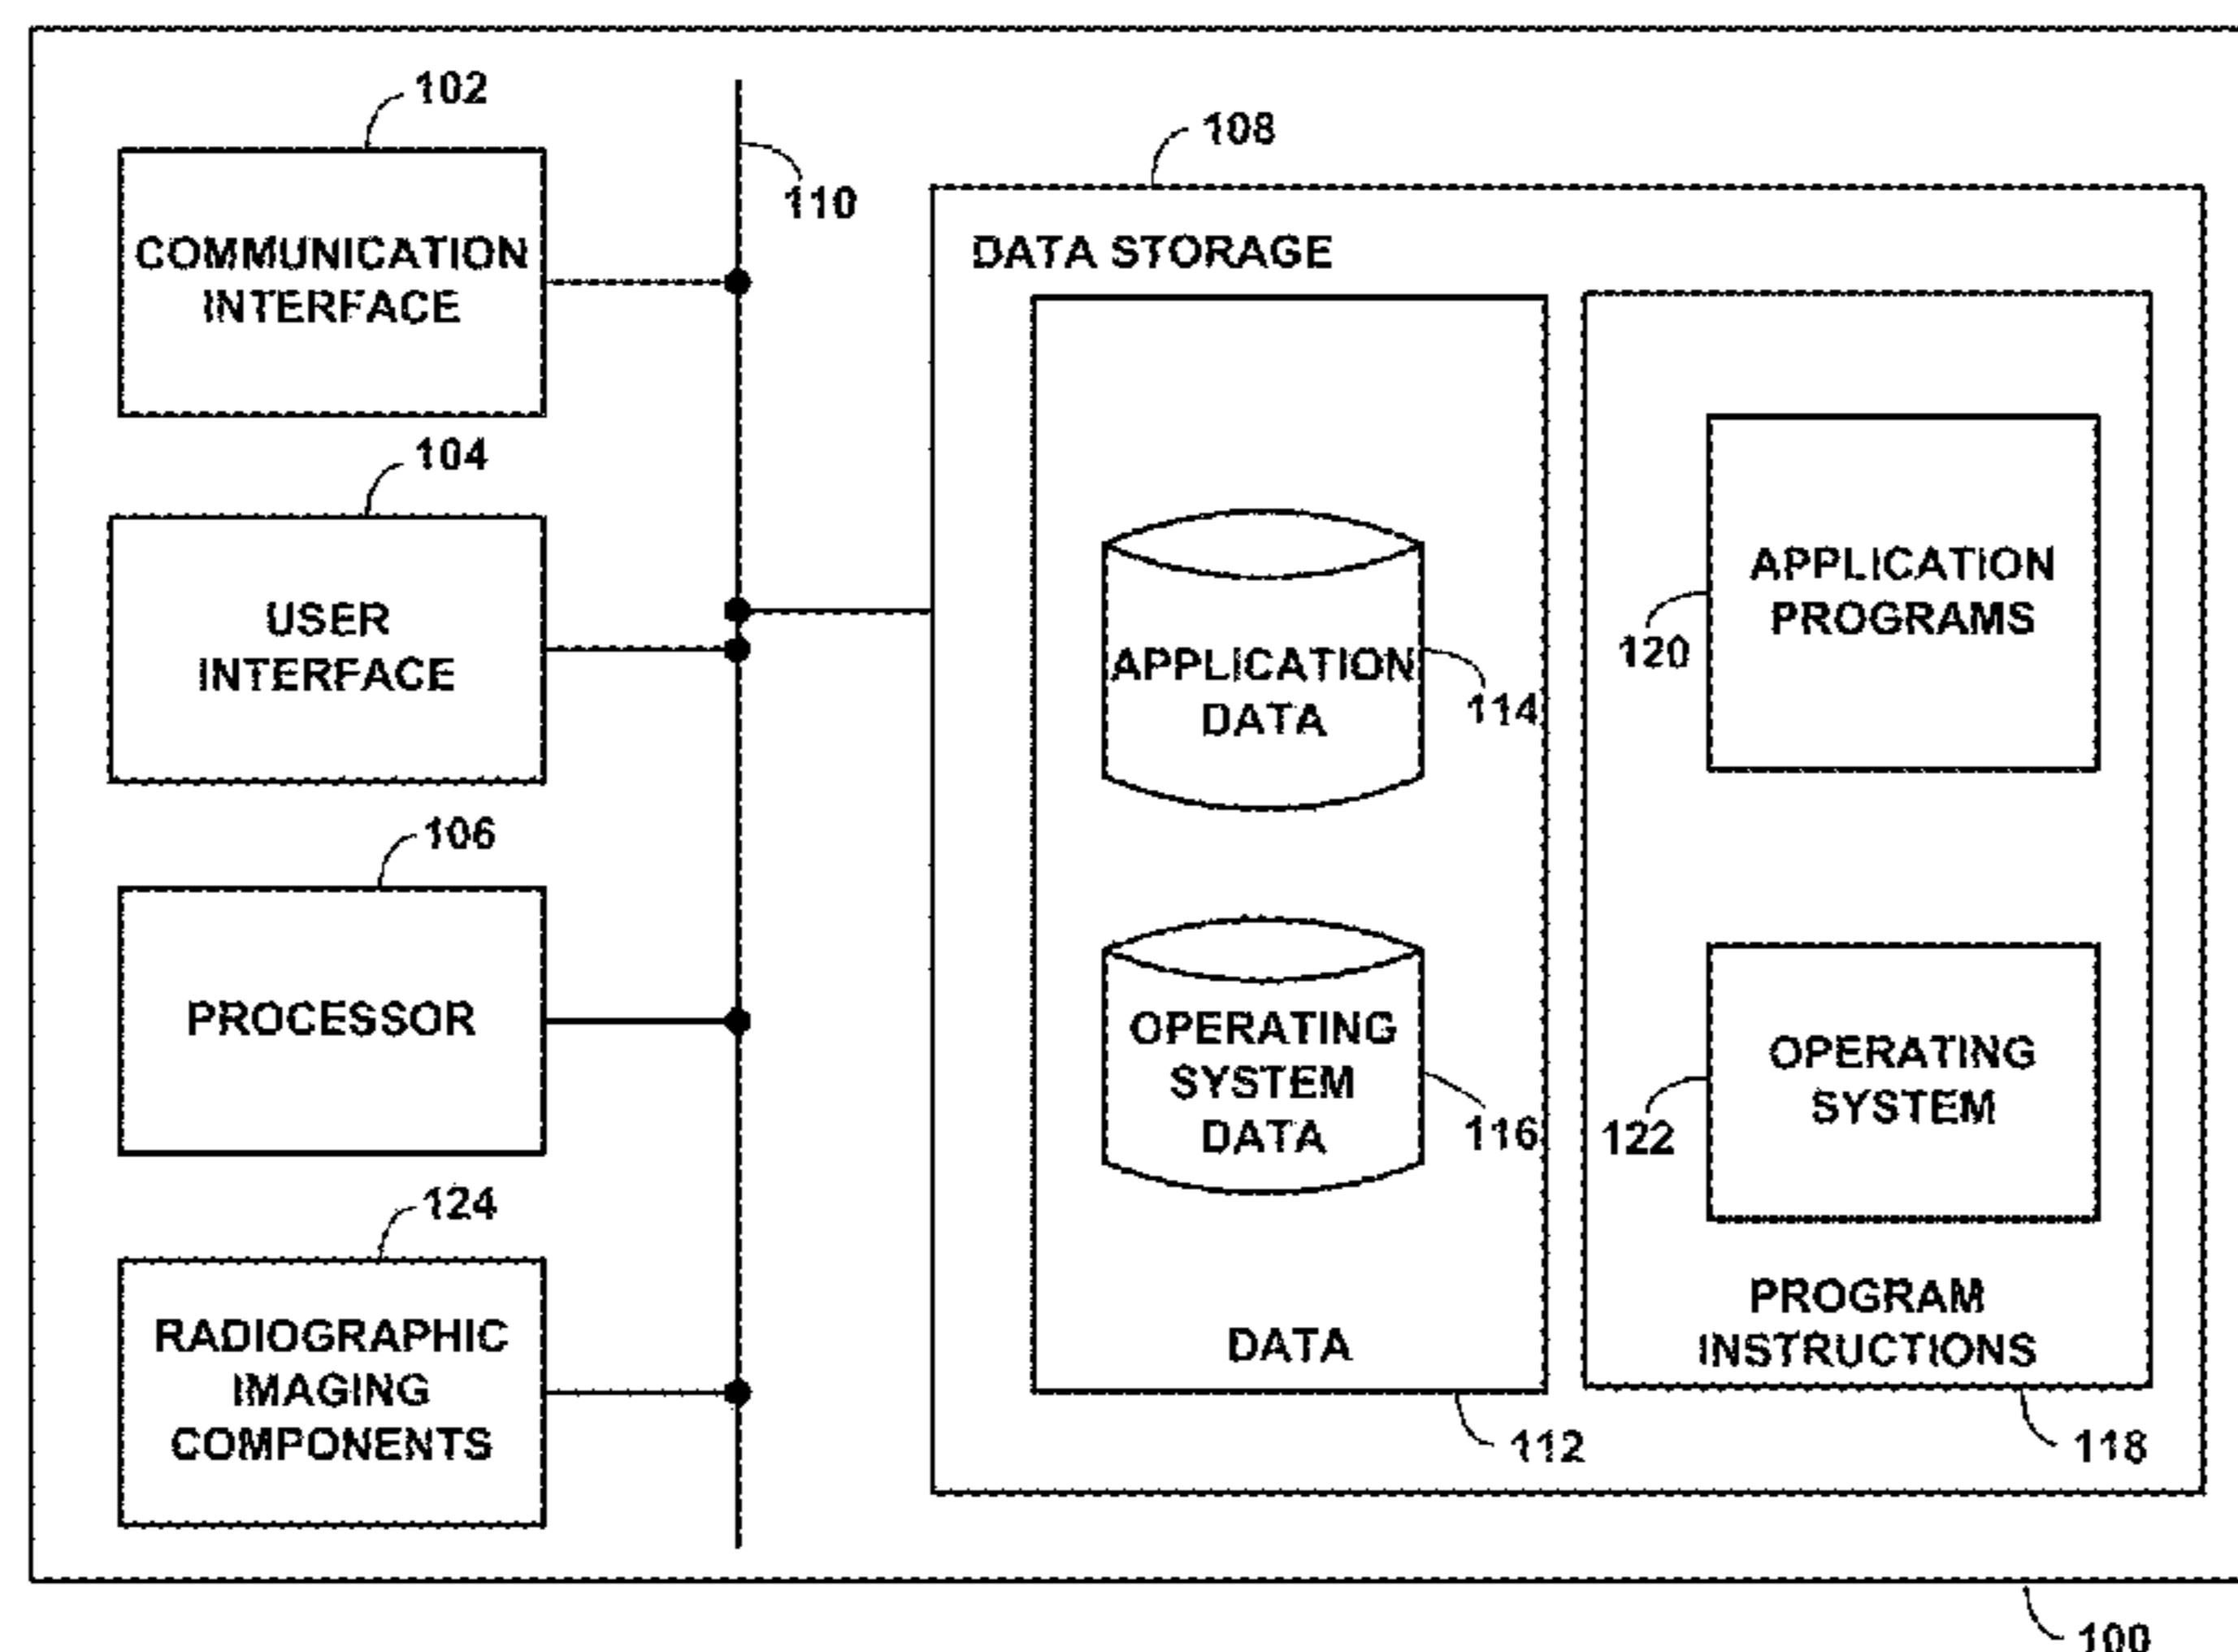 102
COMMUNICATION
INTERFACE
110
104
USER
INTERFACE
106
PROCESSOR
124
RADIOGRAPHIC
IMAGING
COMPONENTS
108
DATA STORAGE
APPLICATION
DATA
114
OPERATING
SYSTEM
DATA
116
DATA
112
APPLICATION
PROGRAMS
120
OPERATING
SYSTEM
122
PROGRAM
INSTRUCTIONS
118
100